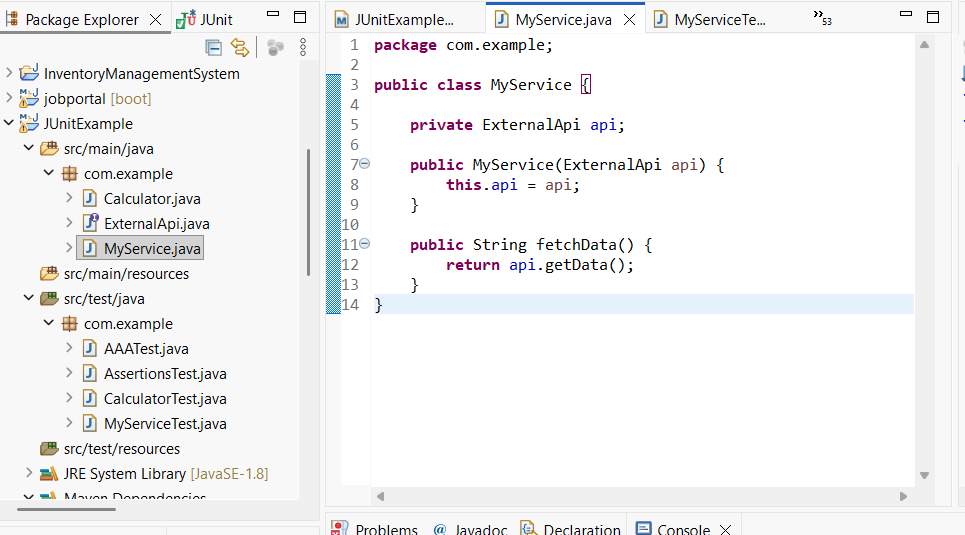 Package Explorer
JUnit
InventoryManagementSystem
jobportal [boot]
JUnitExample
src/main/java
com.example
Calculator.java
ExternalApi.java
MyService.java
src/main/resources
src/test/java
com.example
AAATest.java
AssertionsTest.java
CalculatorTest.java
MyServiceTest.java
src/test/resources
JRE System Library [JavaSE-1.8]
Maven Dependencies
JUnitExample...
MyService.java
MyServiceTe...
»53
1 package com.example;
2
3 public class MyService {
4
5     private ExternalApi api;
6
7     public MyService(ExternalApi api) {
8         this.api = api;
9     }
10
11     public String fetchData() {
12         return api.getData();
13     }
14 }
Problems
@ Javadoc
Declaration
Console